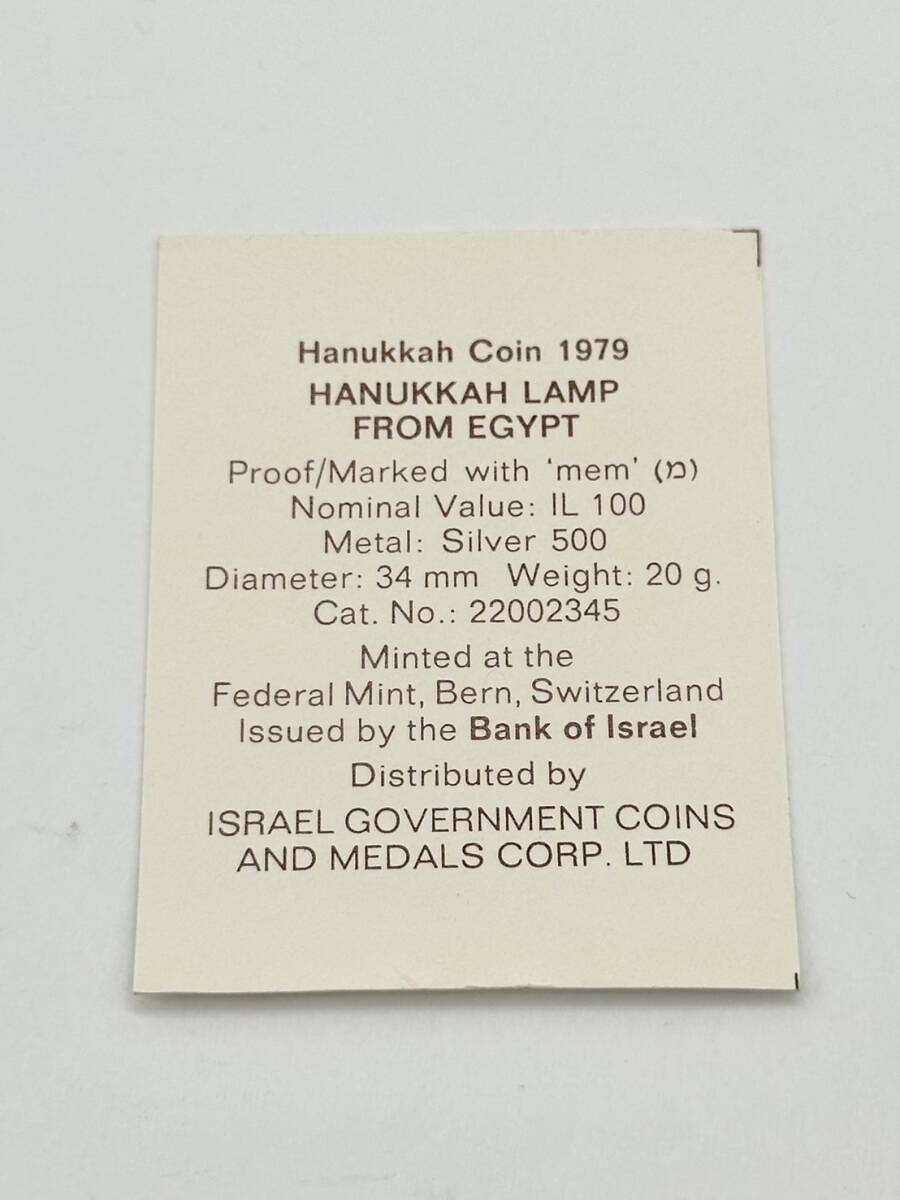 Hanukkah Coin 1979
HANUKKAH LAMP
FROM EGYPT
Proof/Marked with 'mem' (מ)
Nominal Value: IL 100
Metal: Silver 500
Diameter: 34 mm Weight: 20 g.
Cat. No.: 22002345
Minted at the
Federal Mint, Bern, Switzerland
Issued by the Bank of Israel
Distributed by
ISRAEL GOVERNMENT COINS
AND MEDALS CORP. LTD